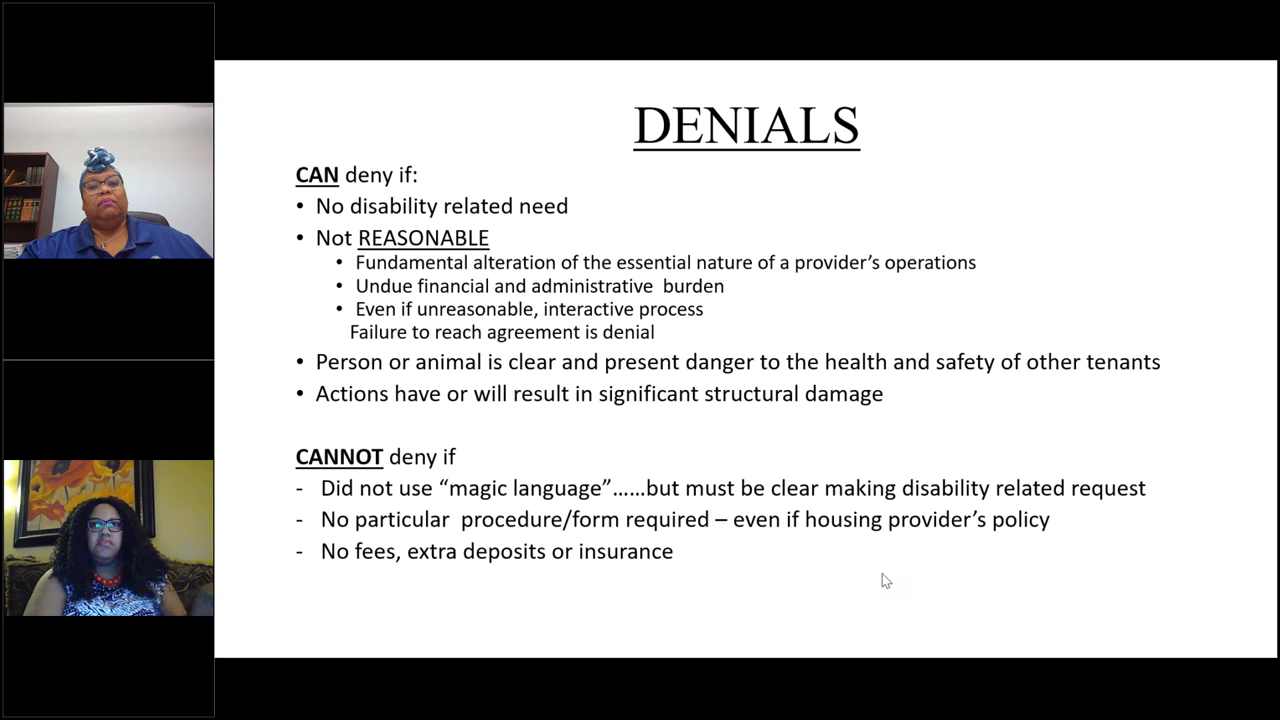 DENIALS
CAN deny if:
• No disability related need
• Not REASONABLE
• Fundamental alteration of the essential nature of a provider’s operations
• Undue financial and administrative  burden
• Even if unreasonable, interactive process
Failure to reach agreement is denial
• Person or animal is clear and present danger to the health and safety of other tenants
• Actions have or will result in significant structural damage
CANNOT deny if
- Did not use “magic language”......but must be clear making disability related request
- No particular  procedure/form required – even if housing provider’s policy
- No fees, extra deposits or insurance